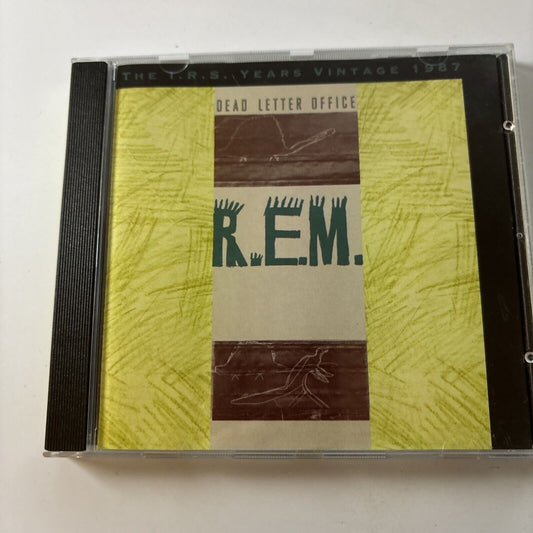 THE I.R.S. YEARS VINTAGE 1987
DEAD LETTER OFFICE
R.E.M.